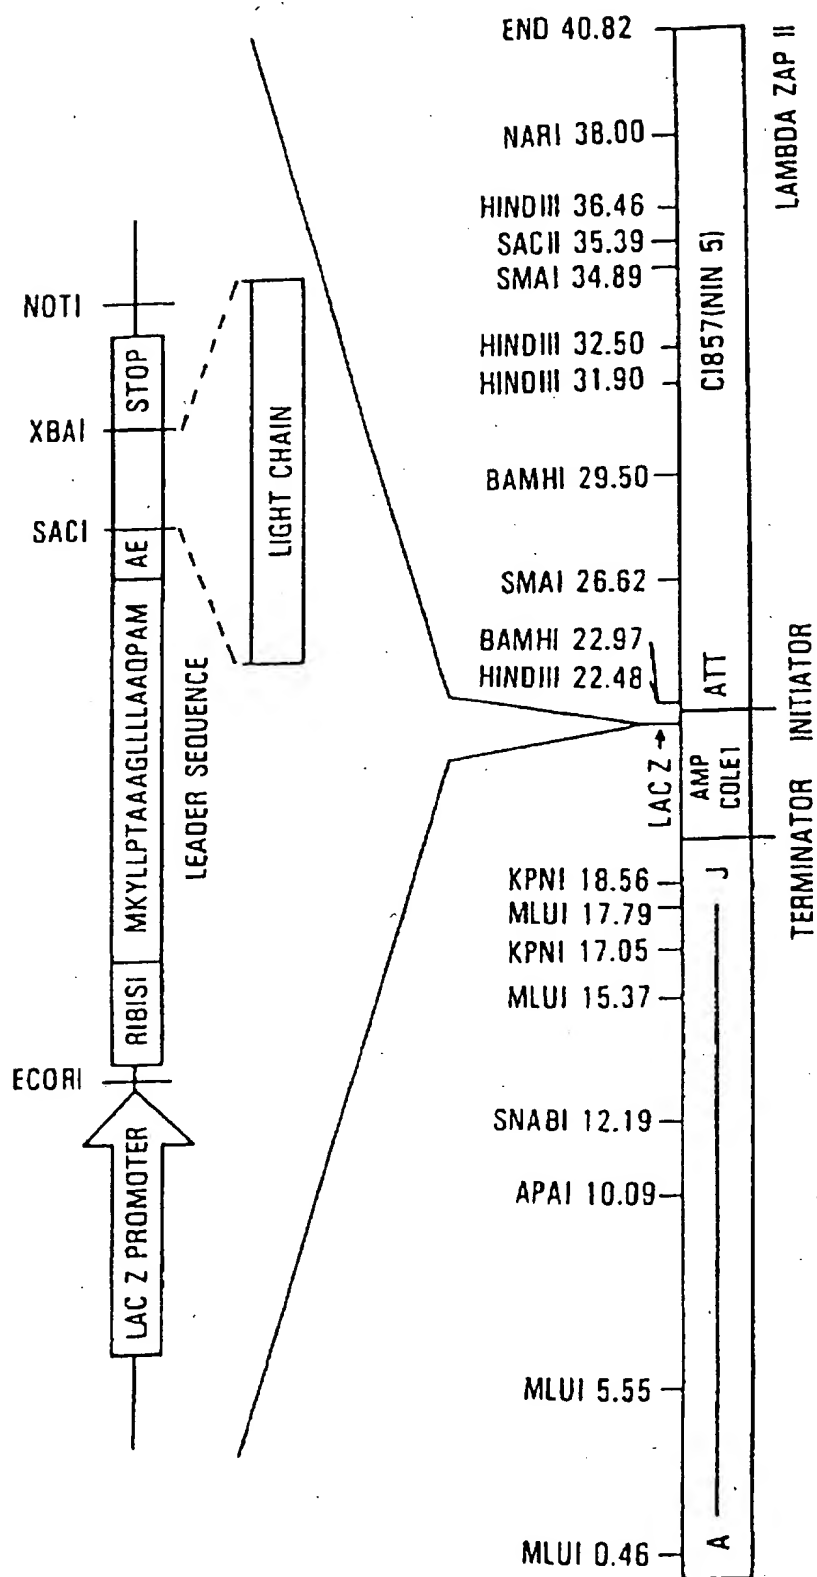 NOTI
XBAI
SACI
ECORI
STOP
AE
MKYLLPTAAAGLLLLAAQPAM
RIBISI
LAC Z PROMOTER
LEADER SEQUENCE
LIGHT CHAIN
END 40.82
NARI 38.00
HINDIII 36.46
SACII 35.39
SMAI 34.89
HINDIII 32.50
HINDIII 31.90
BAMHI 29.50
SMAI 26.62
BAMHI 22.97
HINDIII 22.48
LAC Z →
KPNI 18.56
MLUI 17.79
KPNI 17.05
MLUI 15.37
SNABI 12.19
APAI 10.09
MLUI 5.55
MLUI 0.46
CI857(NIN 5)
ATT
AMP
COLE1
J
A
LAMBDA ZAP II
INITIATOR
TERMINATOR